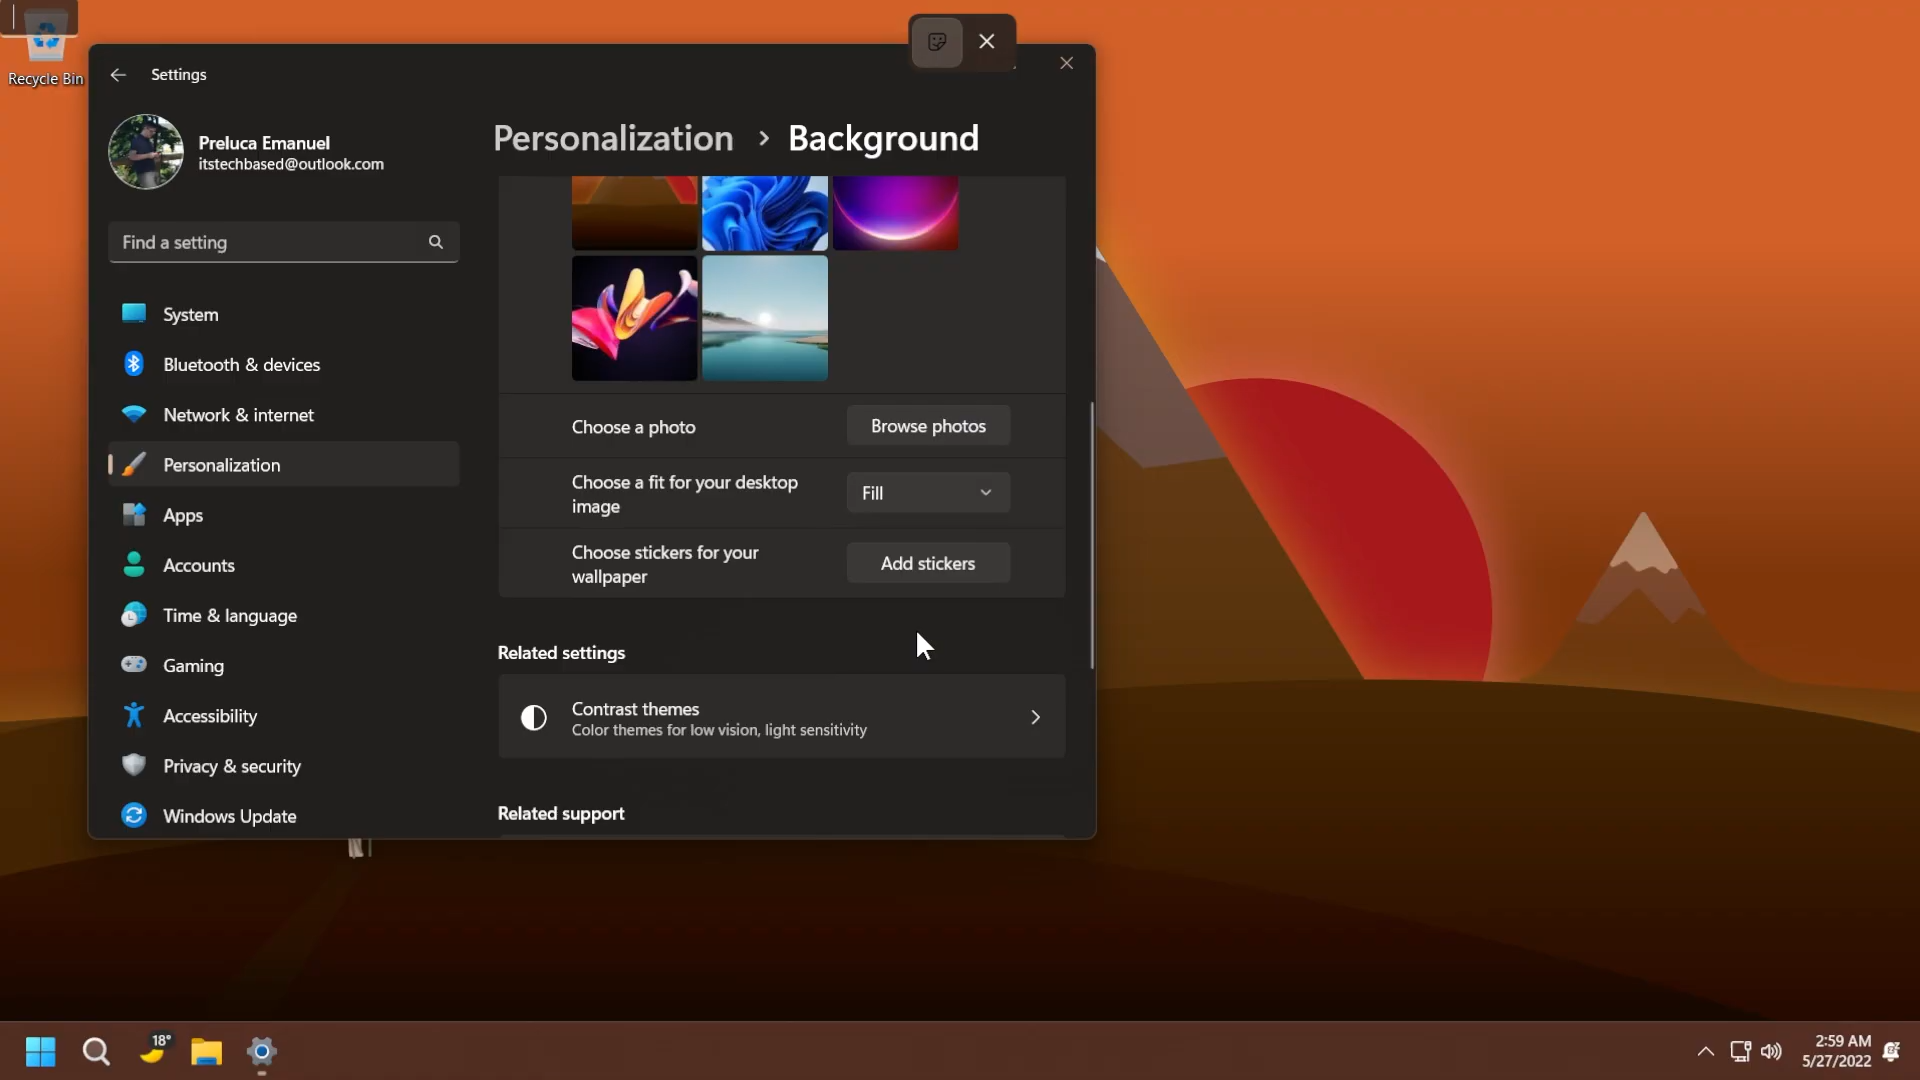 Recycle Bin
Settings
Preluca Emanuel
itstechbased@outlook.com
Find a setting
System
Bluetooth & devices
Network & internet
Personalization
Apps
Accounts
Time & language
Gaming
Accessibility
Privacy & security
Windows Update
Personalization > Background
Choose a photo
Browse photos
Choose a fit for your desktop
image
Fill
Choose stickers for your
wallpaper
Add stickers
Related settings
Contrast themes
Color themes for low vision, light sensitivity
Related support
18°
2:59 AM
5/27/2022